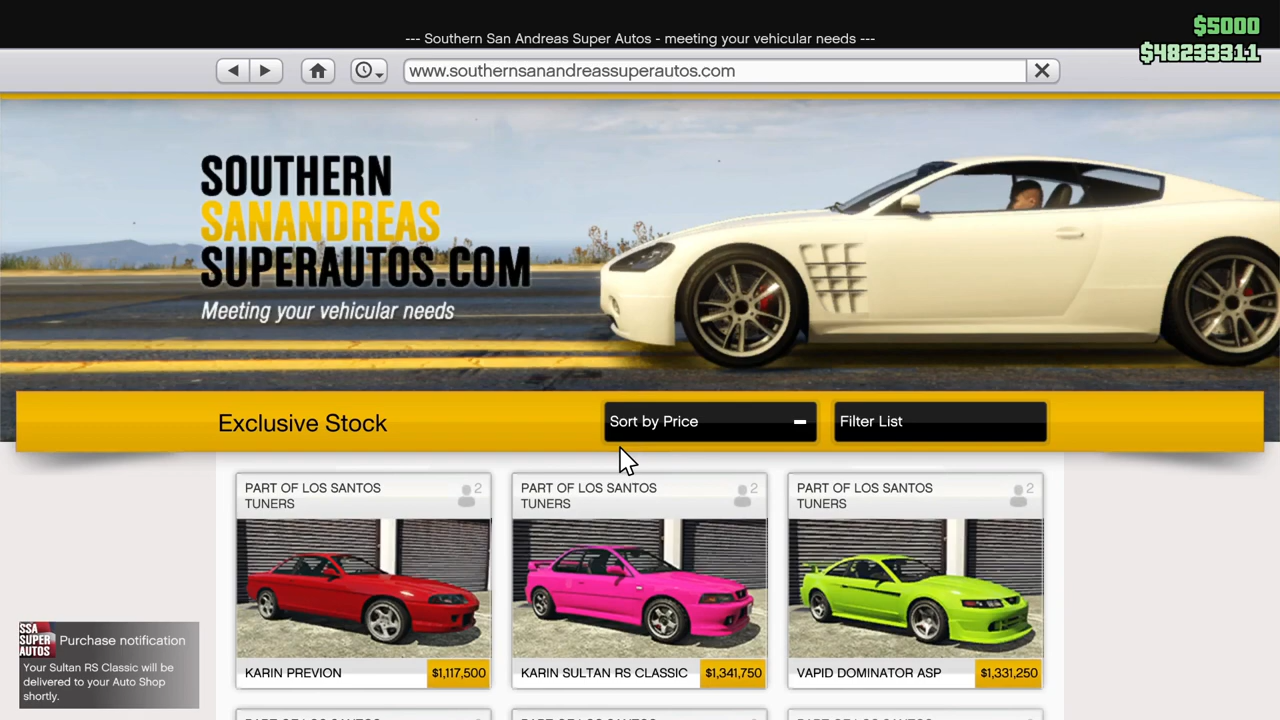 --- Southern San Andreas Super Autos - meeting your vehicular needs ---
$5000
$48233311
www.southernsanandreassuperautos.com
SOUTHERN
SANANDREAS
SUPERAUTOS.COM
Meeting your vehicular needs
Exclusive Stock
Sort by Price
Filter List
PART OF LOS SANTOS
TUNERS
2
PART OF LOS SANTOS
TUNERS
2
PART OF LOS SANTOS
TUNERS
2
KARIN PREVION
$1,117,500
KARIN SULTAN RS CLASSIC
$1,341,750
VAPID DOMINATOR ASP
$1,331,250
SSA
SUPER
AUTOS
Purchase notification
Your Sultan RS Classic will be
delivered to your Auto Shop
shortly.